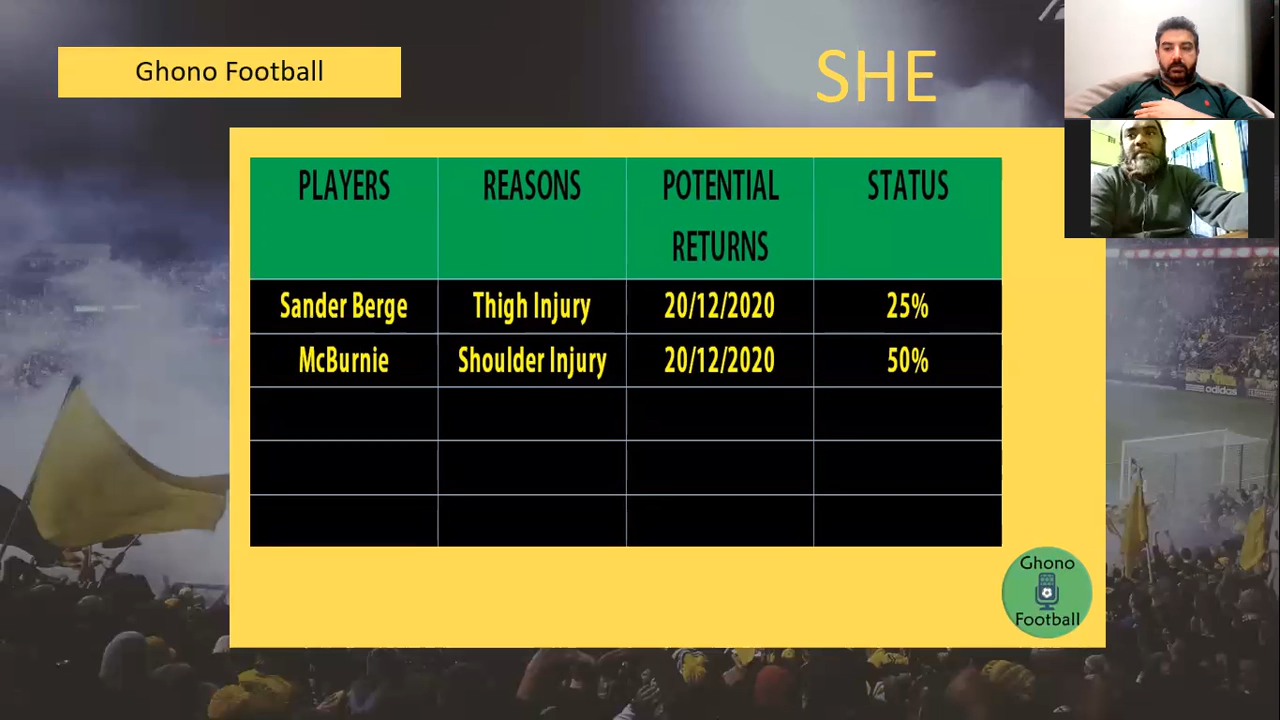 Ghono Football
SHE
PLAYERS REASONS POTENTIAL RETURNS STATUS
Sander Berge Thigh Injury 20/12/2020 25%
McBurnie Shoulder Injury 20/12/2020 50%
adidas
Ghono
Football